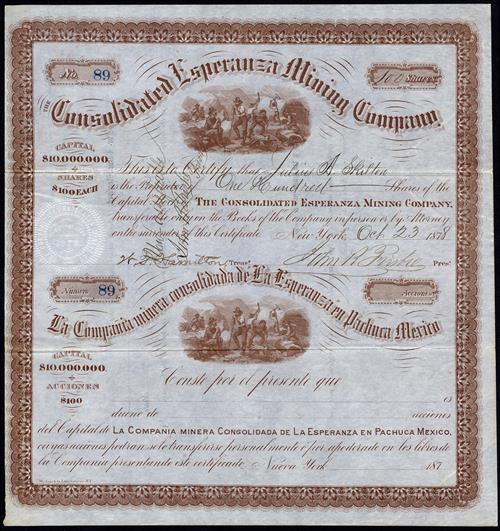 No. 89
100 Shares
THE
Consolidated Esperanza Mining Company,
CAPITAL
$10,000,000.
SHARES
$100 EACH
This is to Certify that Julius A. Skilton
is the Registered One Hundred Shares of the
Capital THE CONSOLIDATED ESPERANZA MINING COMPANY,
Transferable only on the Books of the Company in person or by Attorney
on the surrender of this Certificate New York, Oct 23 1878
Hamilton Treas. Pres.
Numero 89
Acciones
La Compania minera consolidada de La Esperanza en Pachuca Mexico
CAPITAL
$10,000,000.
ACCIONES
$100
Conste por el presente que
es
dueno de acciones
del Capital de LA COMPANIA MINERA CONSOLIDADA DE LA ESPERANZA EN PACHUCA MEXICO,
cuyas acciones podran solo transferirse personalmente ó por apoderado en los libros de
la Compania presentando este certificado Nueva York 187